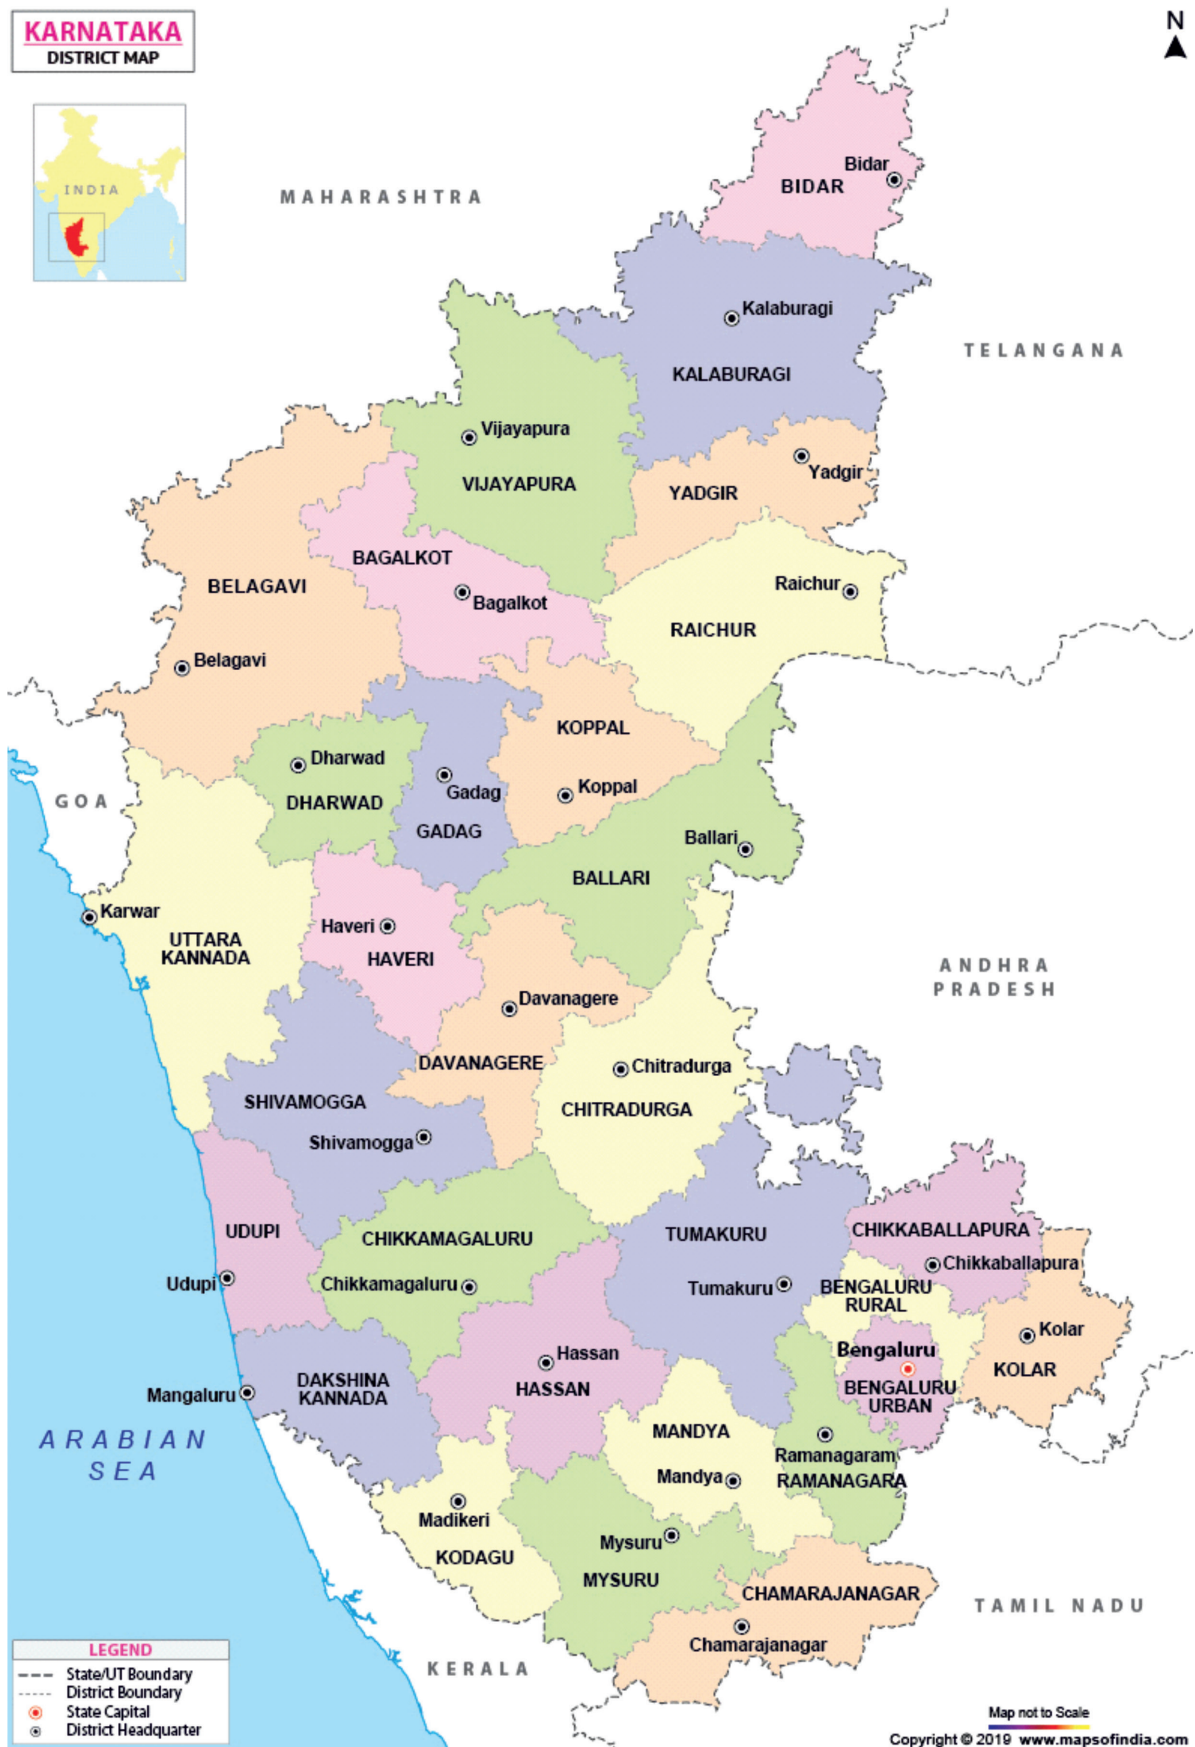 KARNATAKA
DISTRICT MAP
N
INDIA
MAHARASHTRA
Bidar
BIDAR
Kalaburagi
KALABURAGI
TELANGANA
Vijayapura
VIJAYAPURA
Yadgir
YADGIR
BAGALKOT
Bagalkot
BELAGAVI
Belagavi
Raichur
RAICHUR
KOPPAL
Koppal
Dharwad
DHARWAD
Gadag
GADAG
GOA
Ballari
BALLARI
Karwar
UTTARA
KANNADA
Haveri
HAVERI
ANDHRA
PRADESH
Davanagere
DAVANAGERE
Chitradurga
CHITRADURGA
SHIVAMOGGA
Shivamogga
UDUPI
Udupi
CHIKKAMAGALURU
Chikkamagaluru
TUMAKURU
Tumakuru
CHIKKABALLAPURA
Chikkaballapura
BENGALURU
RURAL
Kolar
KOLAR
Bengaluru
BENGALURU
URBAN
Hassan
HASSAN
DAKSHINA
KANNADA
Mangaluru
ARABIAN
SEA
MANDYA
Mandya
Ramanagaram
RAMANAGARA
Madikeri
KODAGU
Mysuru
MYSURU
CHAMARAJANAGAR
Chamarajanagar
TAMIL NADU
KERALA
LEGEND
State/UT Boundary
District Boundary
State Capital
District Headquarter
Map not to Scale
Copyright © 2019 www.mapsofindia.com